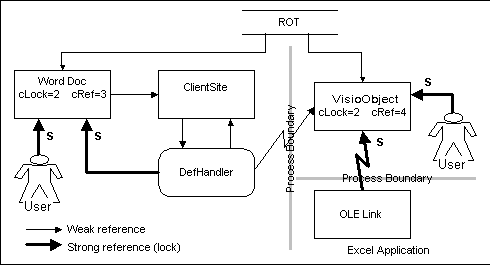 ROT
Word Doc
cLock=2 cRef=3
ClientSite
VisioObject
cLock=2 cRef=4
S
S
S
S
DefHandler
Process Boundary
User
User
Process Boundary
OLE Link
Weak reference
Strong reference (lock)
Excel Application